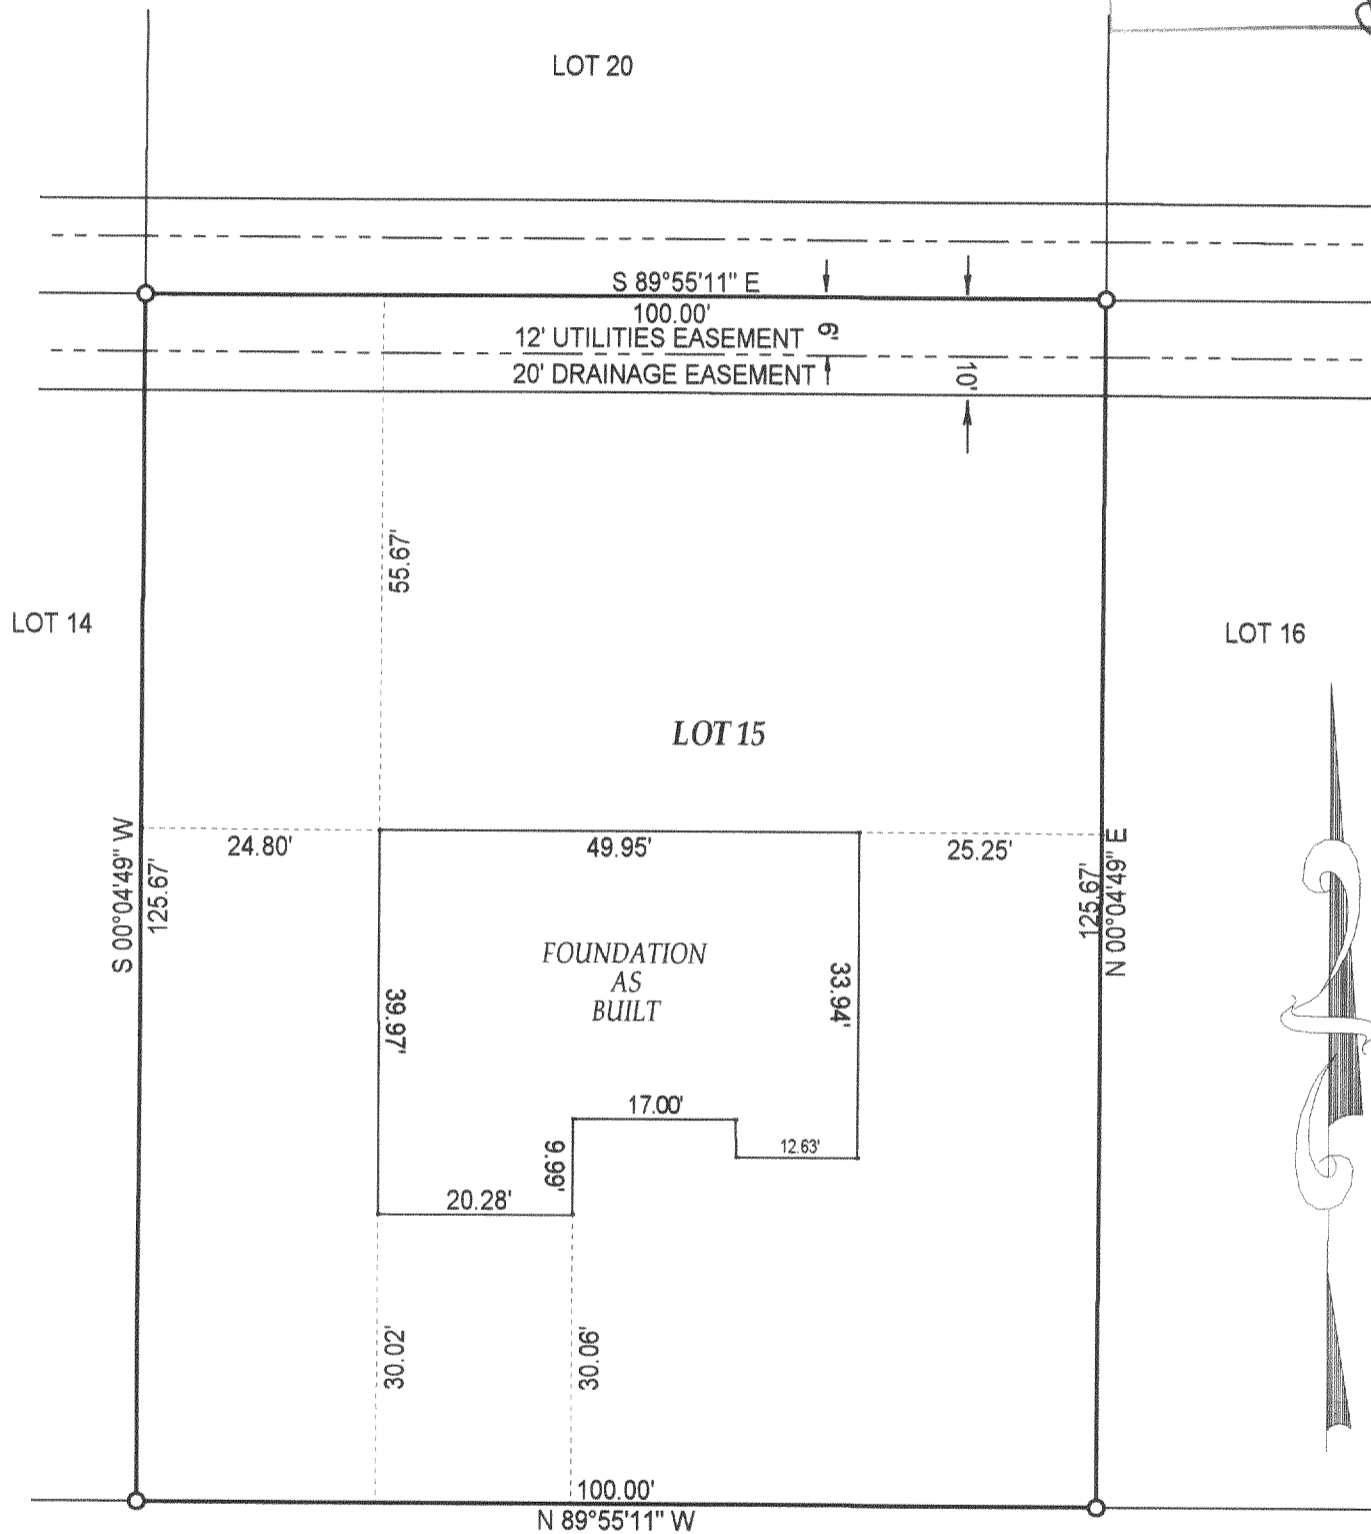 LOT 20
S 89°55'11" E
100.00'
12' UTILITIES EASEMENT
6'
20' DRAINAGE EASEMENT
10'
55.67'
LOT 14
LOT 16
LOT 15
S 00°04'49" W
125.67'
24.80'
49.95'
25.25'
125.67'
N 00°04'49" E
FOUNDATION
AS
BUILT
39.97'
33.94'
17.00'
12.63'
9.99'
20.28'
30.02'
30.06'
100.00'
N 89°55'11" W